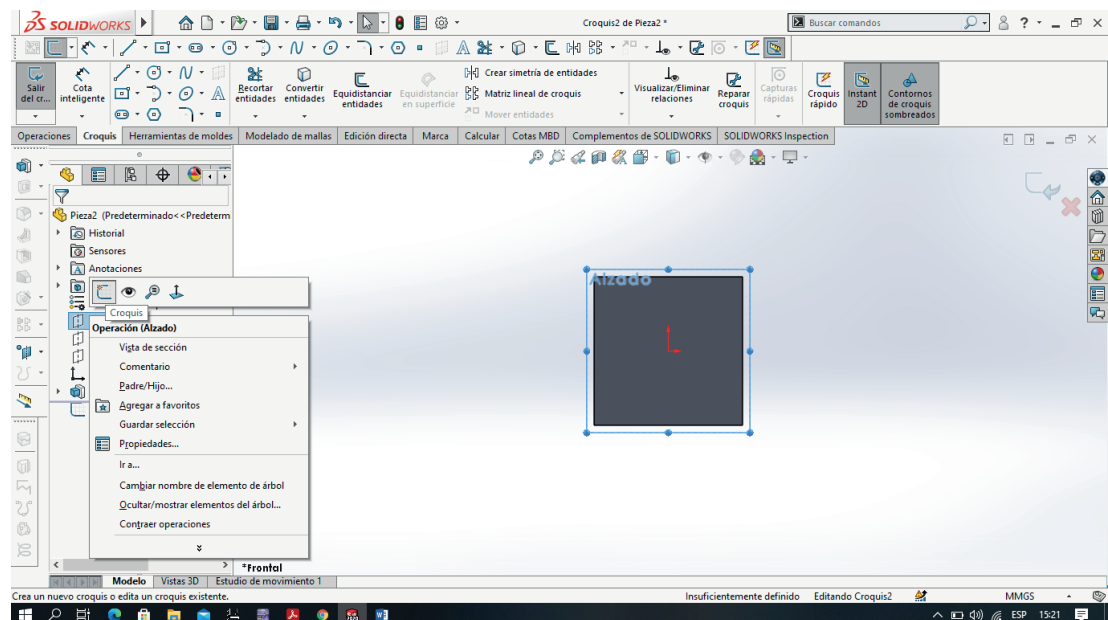 SOLIDWORKS
Croquis2 de Pieza2 *
Buscar comandos
Salir del cr...
Cota inteligente
Recortar entidades
Convertir entidades
Equidistanciar entidades
Equidistanciar en superficie
Crear simetría de entidades
Matriz lineal de croquis
Mover entidades
Visualizar/Eliminar relaciones
Reparar croquis
Capturas rápidas
Croquis rápido
Instant 2D
Contornos de croquis sombreados
Operaciones Croquis Herramientas de moldes Modelado de mallas Edición directa Marca Calcular Cotas MBD Complementos de SOLIDWORKS SOLIDWORKS Inspection
Pieza2 (Predeterminado<<Predeterm
Historial
Sensores
Anotaciones
Croquis
Operación (Alzado)
Vista de sección
Comentario
Padre/Hijo...
Agregar a favoritos
Guardar selección
Propiedades...
Ir a...
Cambiar nombre de elemento de árbol
Ocultar/mostrar elementos del árbol...
Contraer operaciones
Alzado
*Frontal
Modelo Vistas 3D Estudio de movimiento 1
Crea un nuevo croquis o edita un croquis existente.
Insuficientemente definido Editando Croquis2 MMGS
ESP 15:21